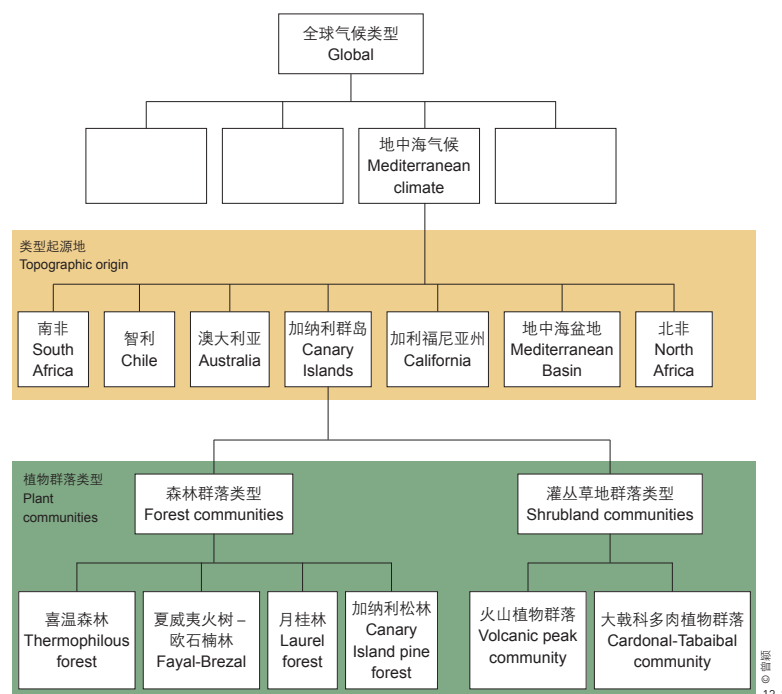 全球气候类型
Global
地中海气候
Mediterranean
climate
类型起源地
Topographic origin
南非
South
Africa
智利
Chile
澳大利亚
Australia
加纳利群岛
Canary
Islands
加利福尼亚州
California
地中海盆地
Mediterranean
Basin
北非
North
Africa
植物群落类型
Plant
communities
森林群落类型
Forest communities
灌丛草地群落类型
Shrubland communities
喜温森林
Thermophilous
forest
夏威夷火树 –
欧石楠林
Fayal-Brezal
月桂林
Laurel
forest
加纳利松林
Canary
Island pine
forest
火山植物群落
Volcanic peak
community
大戟科多肉植物群落
Cardonal-Tabaibal
community
© 曾颖
12